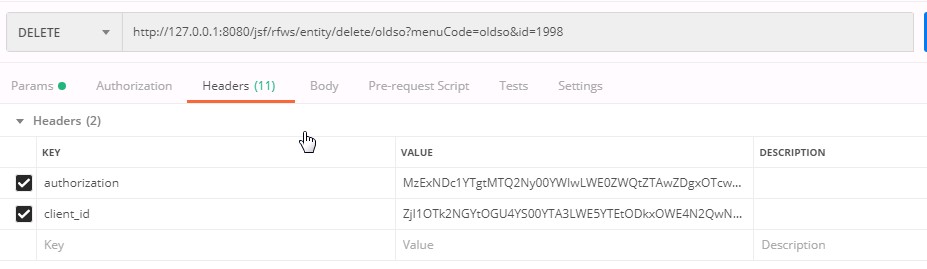 DELETE http://127.0.0.1:8080/jsf/rfws/entity/delete/oldso?menuCode=oldso&id=1998
Params Authorization Headers (11) Body Pre-request Script Tests Settings
Headers (2)
KEY VALUE DESCRIPTION
authorization MzExNDc1YTgtMTQ2Ny00YWIwLWE0ZWQtZTAwZDgxOTcw...
client_id ZjI1OTk2NGYtOGU4YS00YTA3LWE5YTEtODkxOWE4N2QwN...
Key Value Description